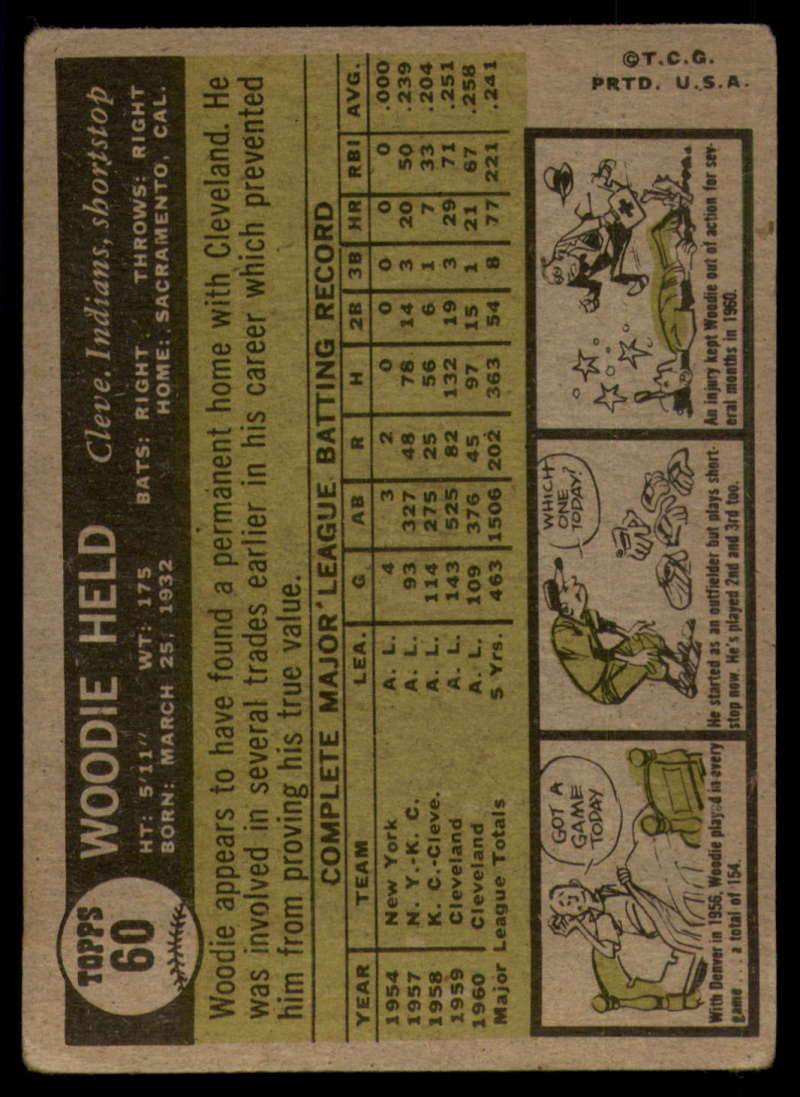 TOPPS
60
WOODIE HELD
Cleve. Indians, shortstop
HT: 5'11" WT: 175 BATS: RIGHT THROWS: RIGHT
BORN: MARCH 25, 1932 HOME: SACRAMENTO, CAL.
Woodie appears to have found a permanent home with Cleveland. He
was involved in several trades earlier in his career which prevented
him from proving his true value.
COMPLETE MAJOR LEAGUE BATTING RECORD
YEAR TEAM LEA. G AB R H 2B 3B HR RBI AVG.
1954 New York A. L. 4 3 2 0 0 0 0 0 .000
1957 N. Y.-K. C. A. L. 93 327 48 78 14 3 20 50 .239
1958 K. C.-Cleve. A. L. 114 275 25 56 6 1 7 33 .204
1959 Cleveland A. L. 143 525 82 132 19 3 29 71 .251
1960 Cleveland A. L. 109 376 45 97 15 1 21 67 .258
Major League Totals 5 Yrs. 463 1506 202 363 54 8 77 221 .241
GOT A
GAME
TODAY
With Denver in 1956, Woodie played in every
game . . . a total of 154.
WHICH
ONE
TODAY?
He started as an outfielder but plays short-
stop now. He's played 2nd and 3rd too.
An injury kept Woodie out of action for sev-
eral months in 1960.
©T.C.G.
PRTD. U.S.A.